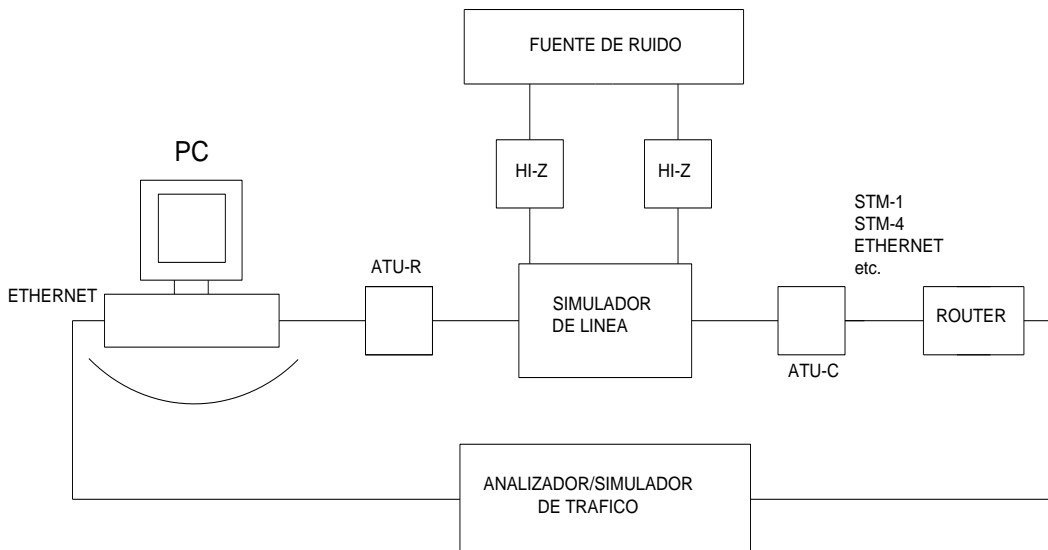 FUENTE DE RUIDO
PC
HI-Z
HI-Z
STM-1
STM-4
ETHERNET
etc.
ATU-R
ETHERNET
SIMULADOR
DE LINEA
ROUTER
ATU-C
ANALIZADOR/SIMULADOR
DE TRAFICO